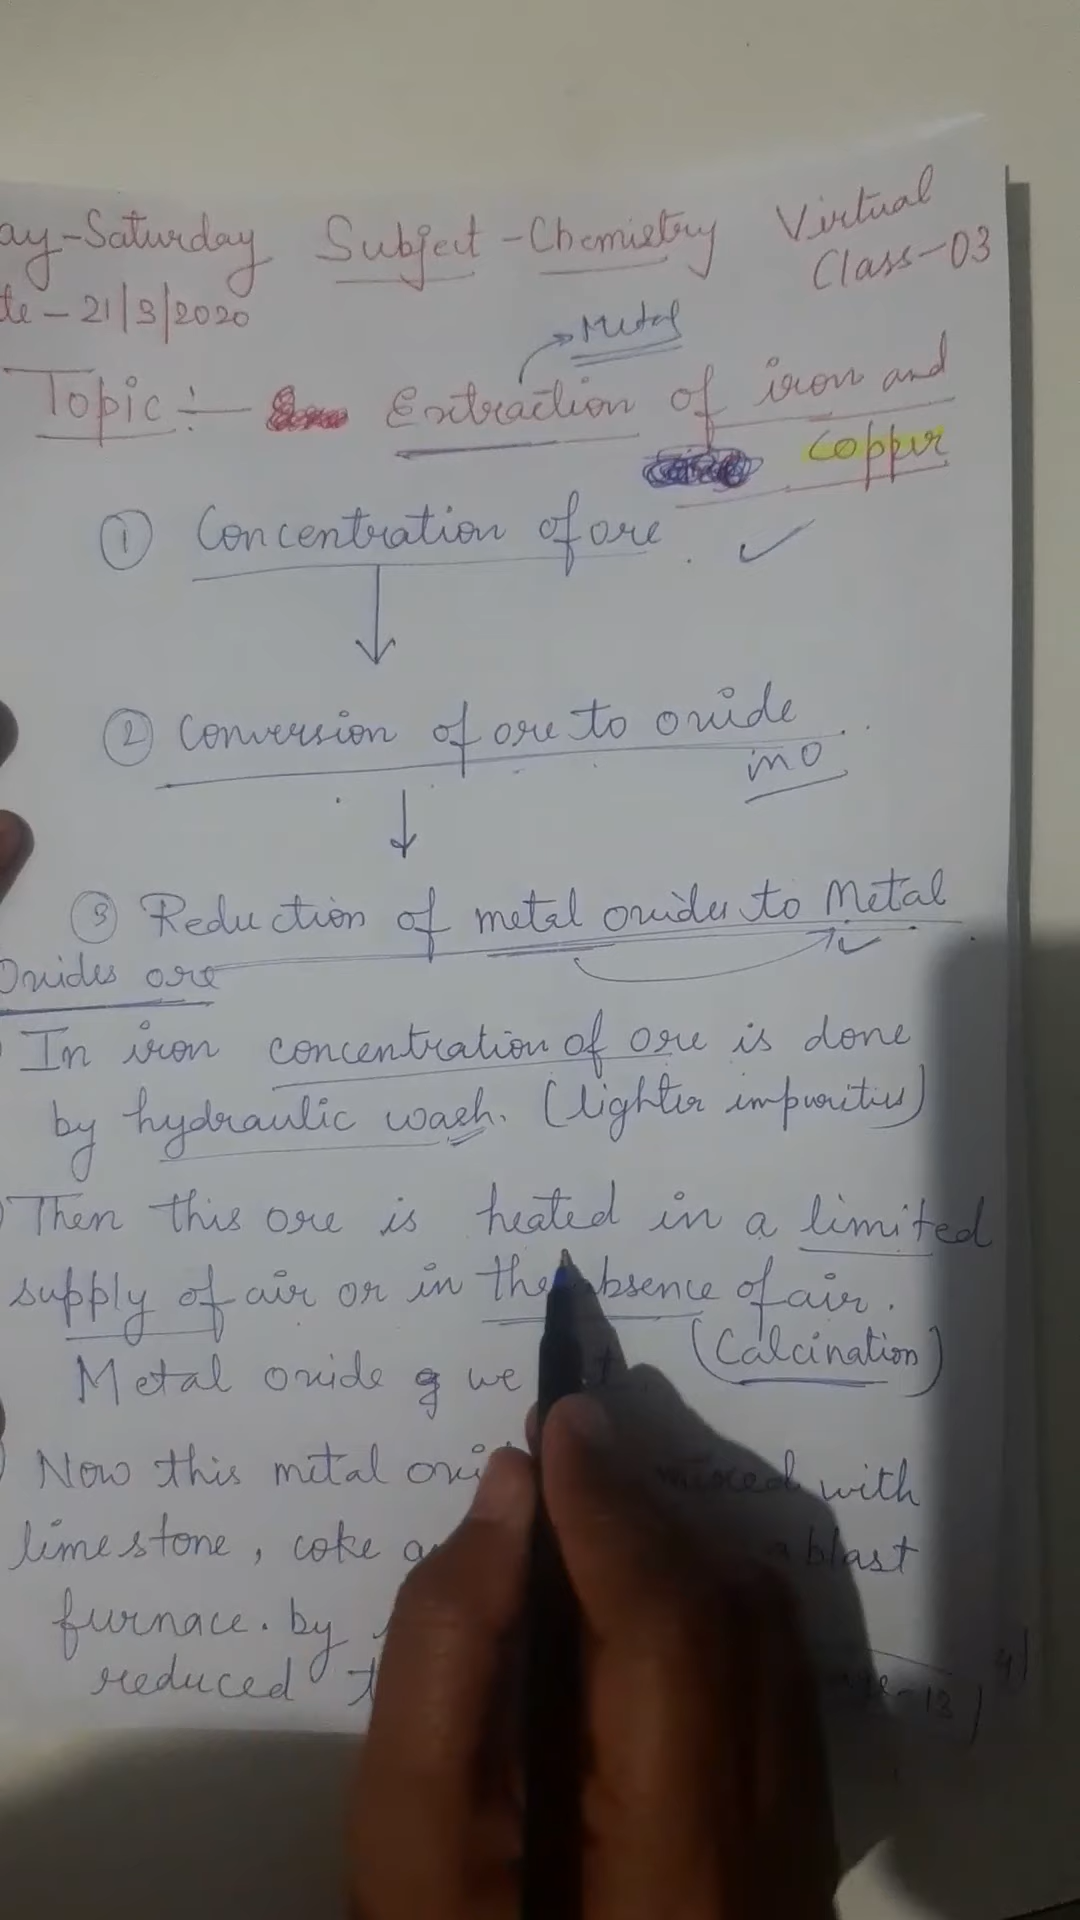 ay-Saturday Subject-Chemistry Virtual Class-03
te - 21/3/2020
Metal
Topic:- Extraction of iron and
Copper
① Concentration of ore
② Conversion of ore to oxide
mo
③ Reduction of metal oxides to Metal
Oxides ore
In iron concentration of ore is done
by hydraulic wash. (lighter impurities)
Then this ore is heated in a limited
supply of air or in the absence of air.
(Calcination)
Metal oxide we
Now this metal with
limestone, coke blast
furnace. by
reduced